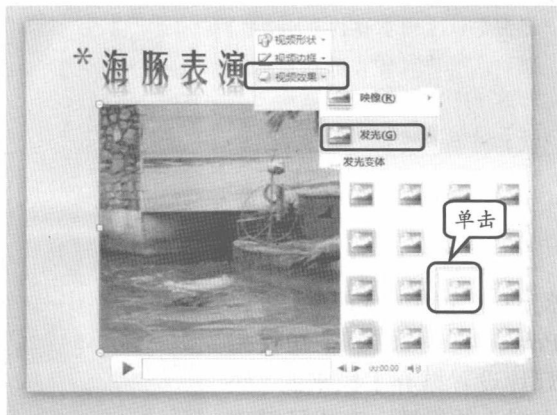 视频形状
*海豚表演
视频边框
视频效果
映像(R)
发光(G)
发光变体
单击
00:00.00